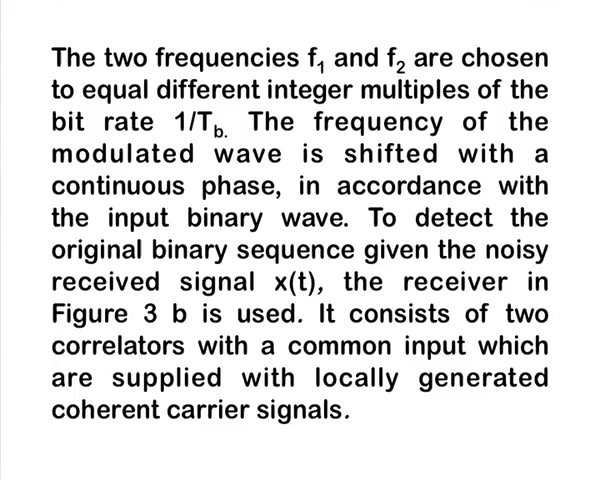 The two frequencies f₁ and f₂ are chosen
to equal different integer multiples of the
bit rate 1/Tb. The frequency of the
modulated wave is shifted with a
continuous phase, in accordance with
the input binary wave. To detect the
original binary sequence given the noisy
received signal x(t), the receiver in
Figure 3 b is used. It consists of two
correlators with a common input which
are supplied with locally generated
coherent carrier signals.